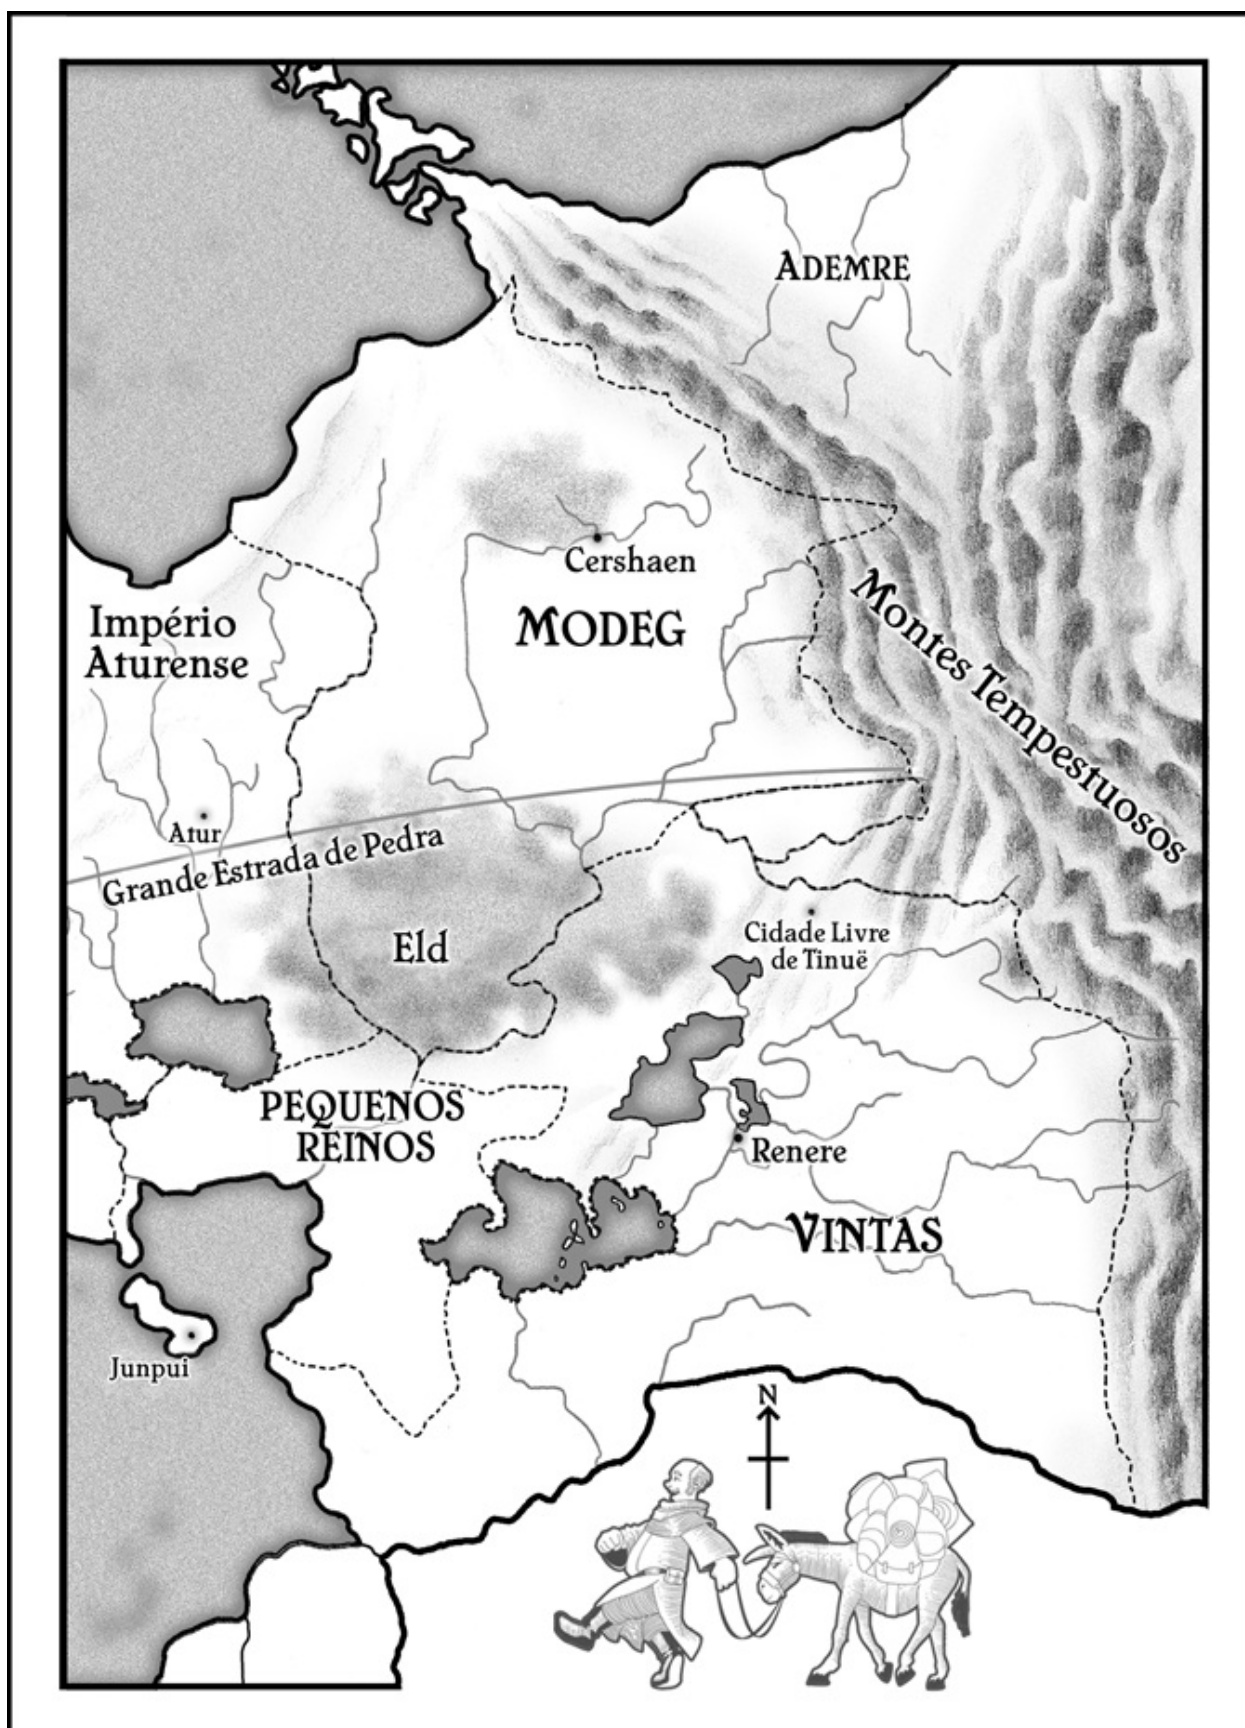 ADEMRE
Cershaen
MODEG
Montes Tempestuosos
Império
Aturense
Atur
Grande Estrada de Pedra
Eld
Cidade Livre
de Tinuë
PEQUENOS
REINOS
Renere
VINTAS
Junpui
N